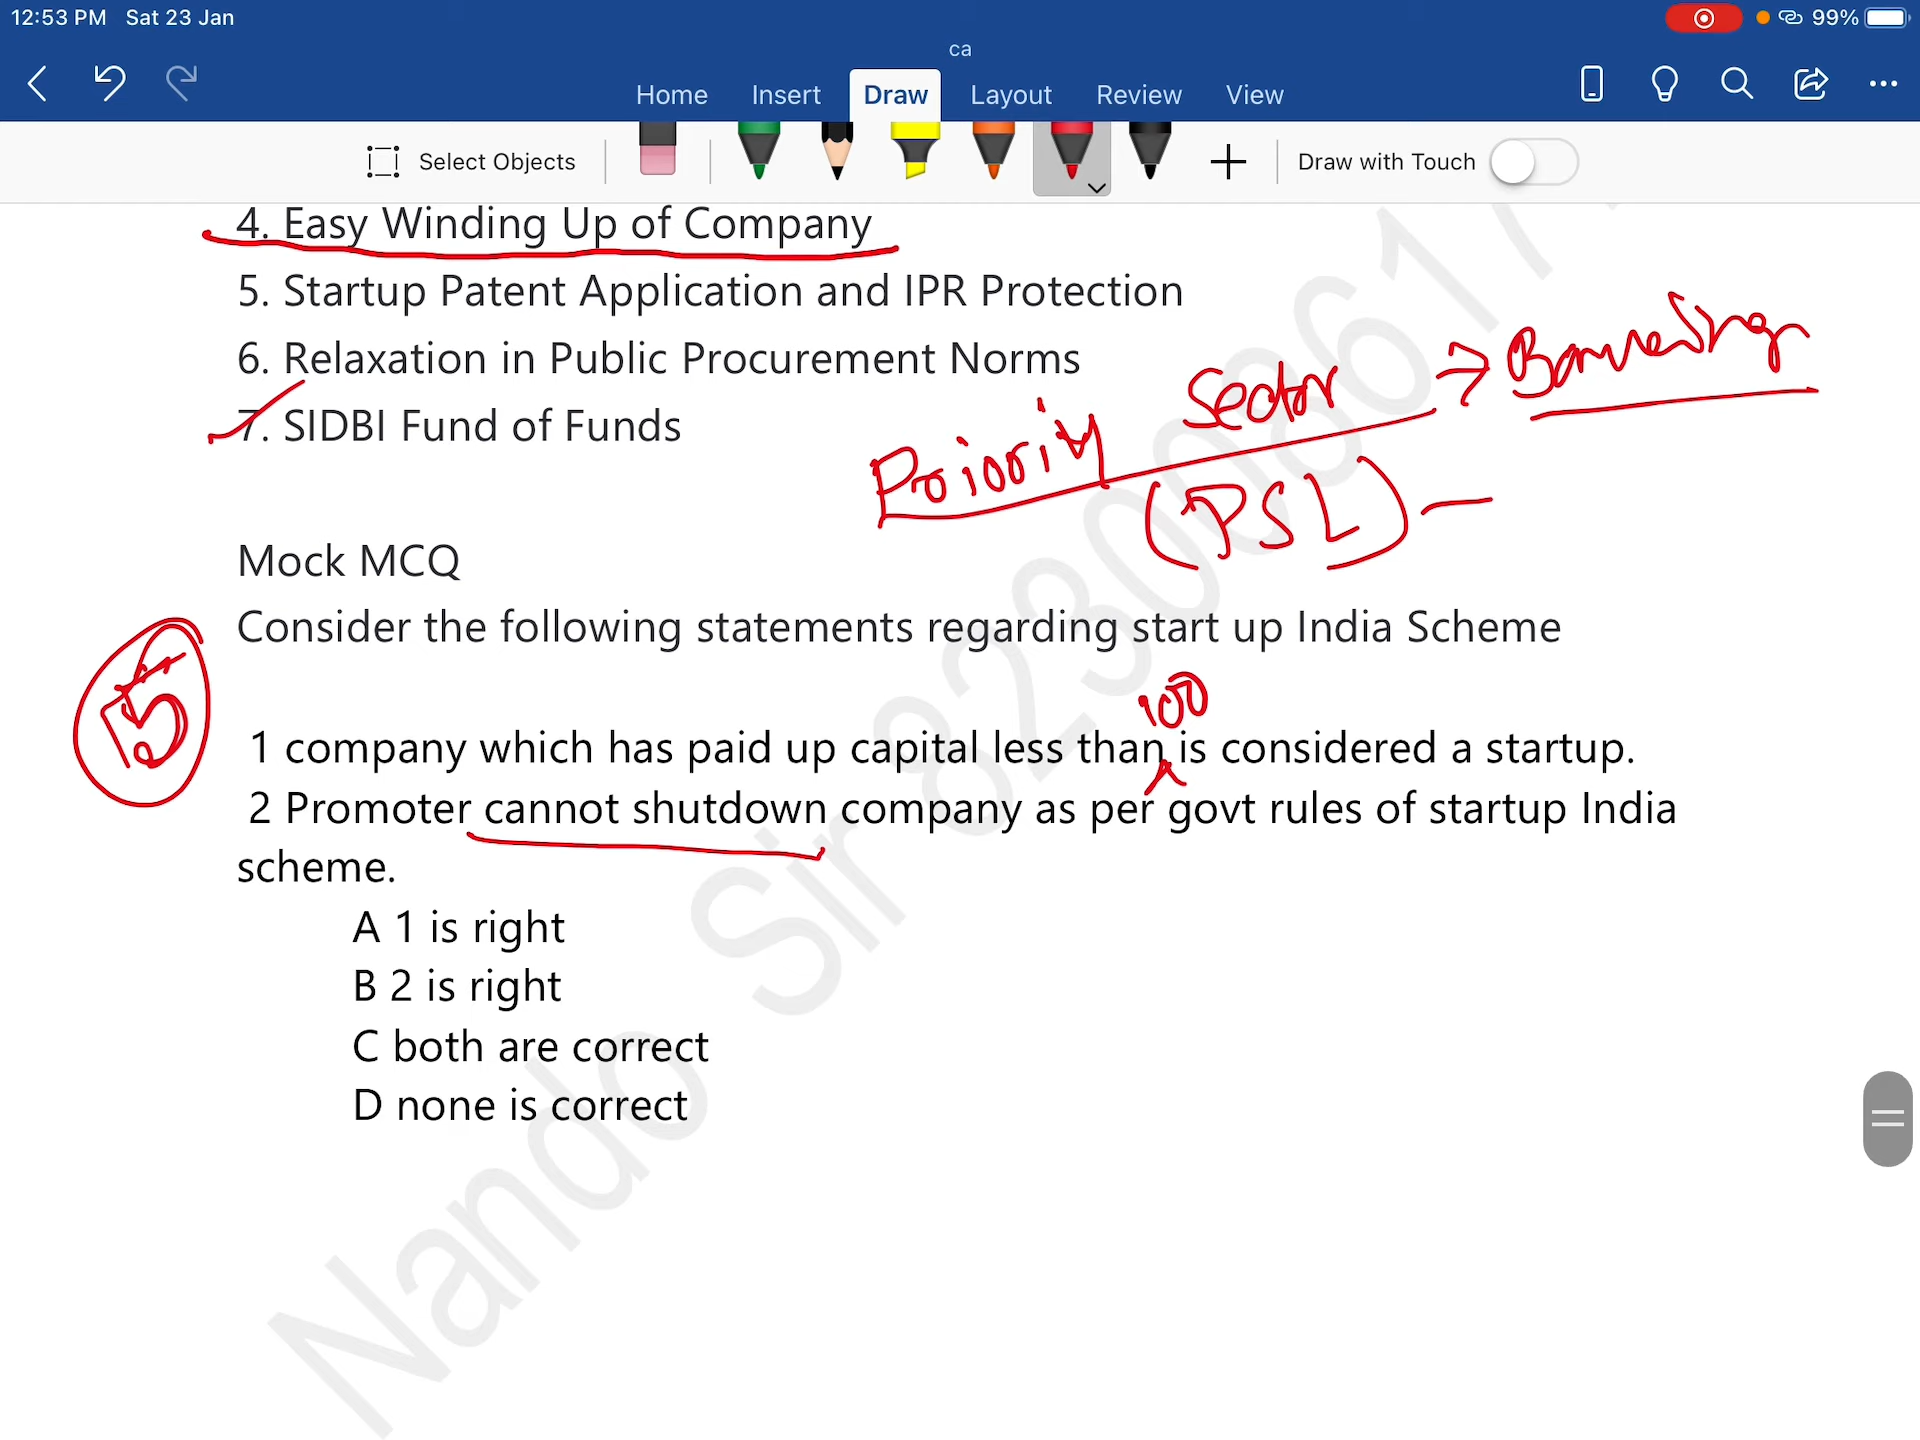 12:53 PM Sat 23 Jan
99%
ca
Home Insert Draw Layout Review View
Select Objects
Draw with Touch
4. Easy Winding Up of Company
5. Startup Patent Application and IPR Protection
6. Relaxation in Public Procurement Norms
7. SIDBI Fund of Funds
Priority Sector →
(PSL) —
Mock MCQ
Consider the following statements regarding start up India Scheme
100
1 company which has paid up capital less than is considered a startup.
2 Promoter cannot shutdown company as per govt rules of startup India
scheme.
A 1 is right
B 2 is right
C both are correct
D none is correct
Nando Sir